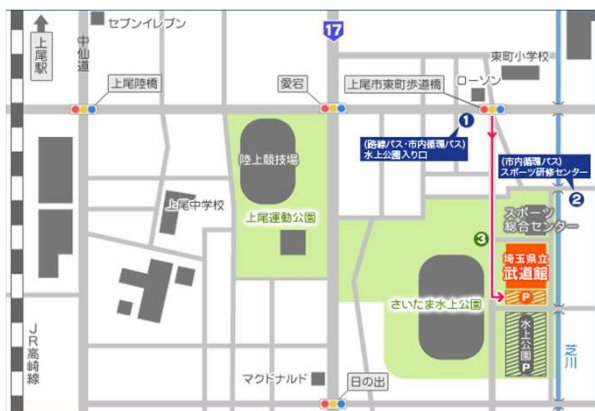 セブンイレブン
17
東町小学校
上尾駅
中仙道
上尾陸橋
愛宕
上尾市東町歩道橋
ローソン
1
(路線バス・市内循環バス)
水上公園入り口
(市内循環バス)
スポーツ研修センター
2
陸上競技場
上尾中学校
上尾運動公園
スポーツ
総合センター
3
埼玉県立
武道館
P
さいたま水上公園
水上公園
P
JR高崎線
芝川
マクドナルド
日の出